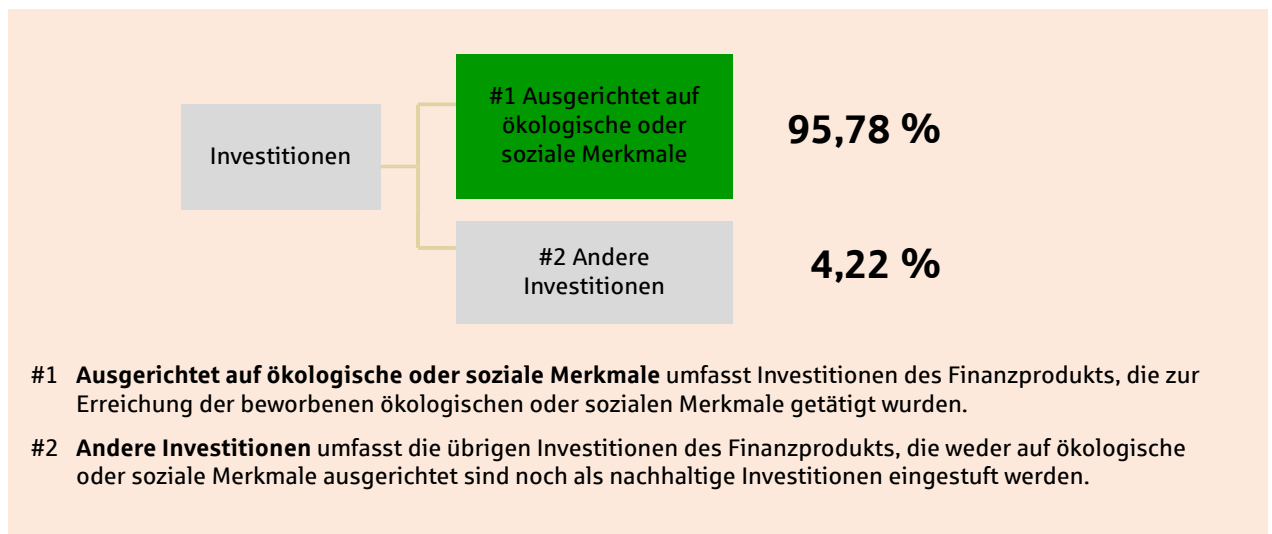 #1 Ausgerichtet auf
ökologische oder
soziale Merkmale
95,78 %
Investitionen
#2 Andere
Investitionen
4,22 %
#1 Ausgerichtet auf ökologische oder soziale Merkmale umfasst Investitionen des Finanzprodukts, die zur
Erreichung der beworbenen ökologischen oder sozialen Merkmale getätigt wurden.
#2 Andere Investitionen umfasst die übrigen Investitionen des Finanzprodukts, die weder auf ökologische
oder soziale Merkmale ausgerichtet sind noch als nachhaltige Investitionen eingestuft werden.